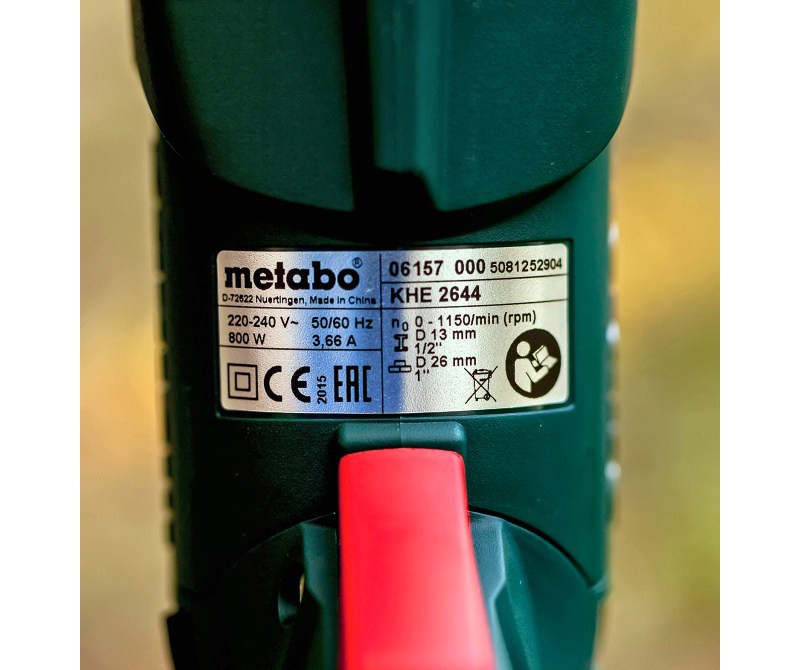 metabo®
D-72622 Nuertingen, Made in China
220-240 V~ 50/60 Hz
800 W 3,66 A
CE 2015 EAC
06157 000 5081252904
KHE 2644
n0 0 - 1150/min (rpm)
D 13 mm
1/2"
D 26 mm
1"